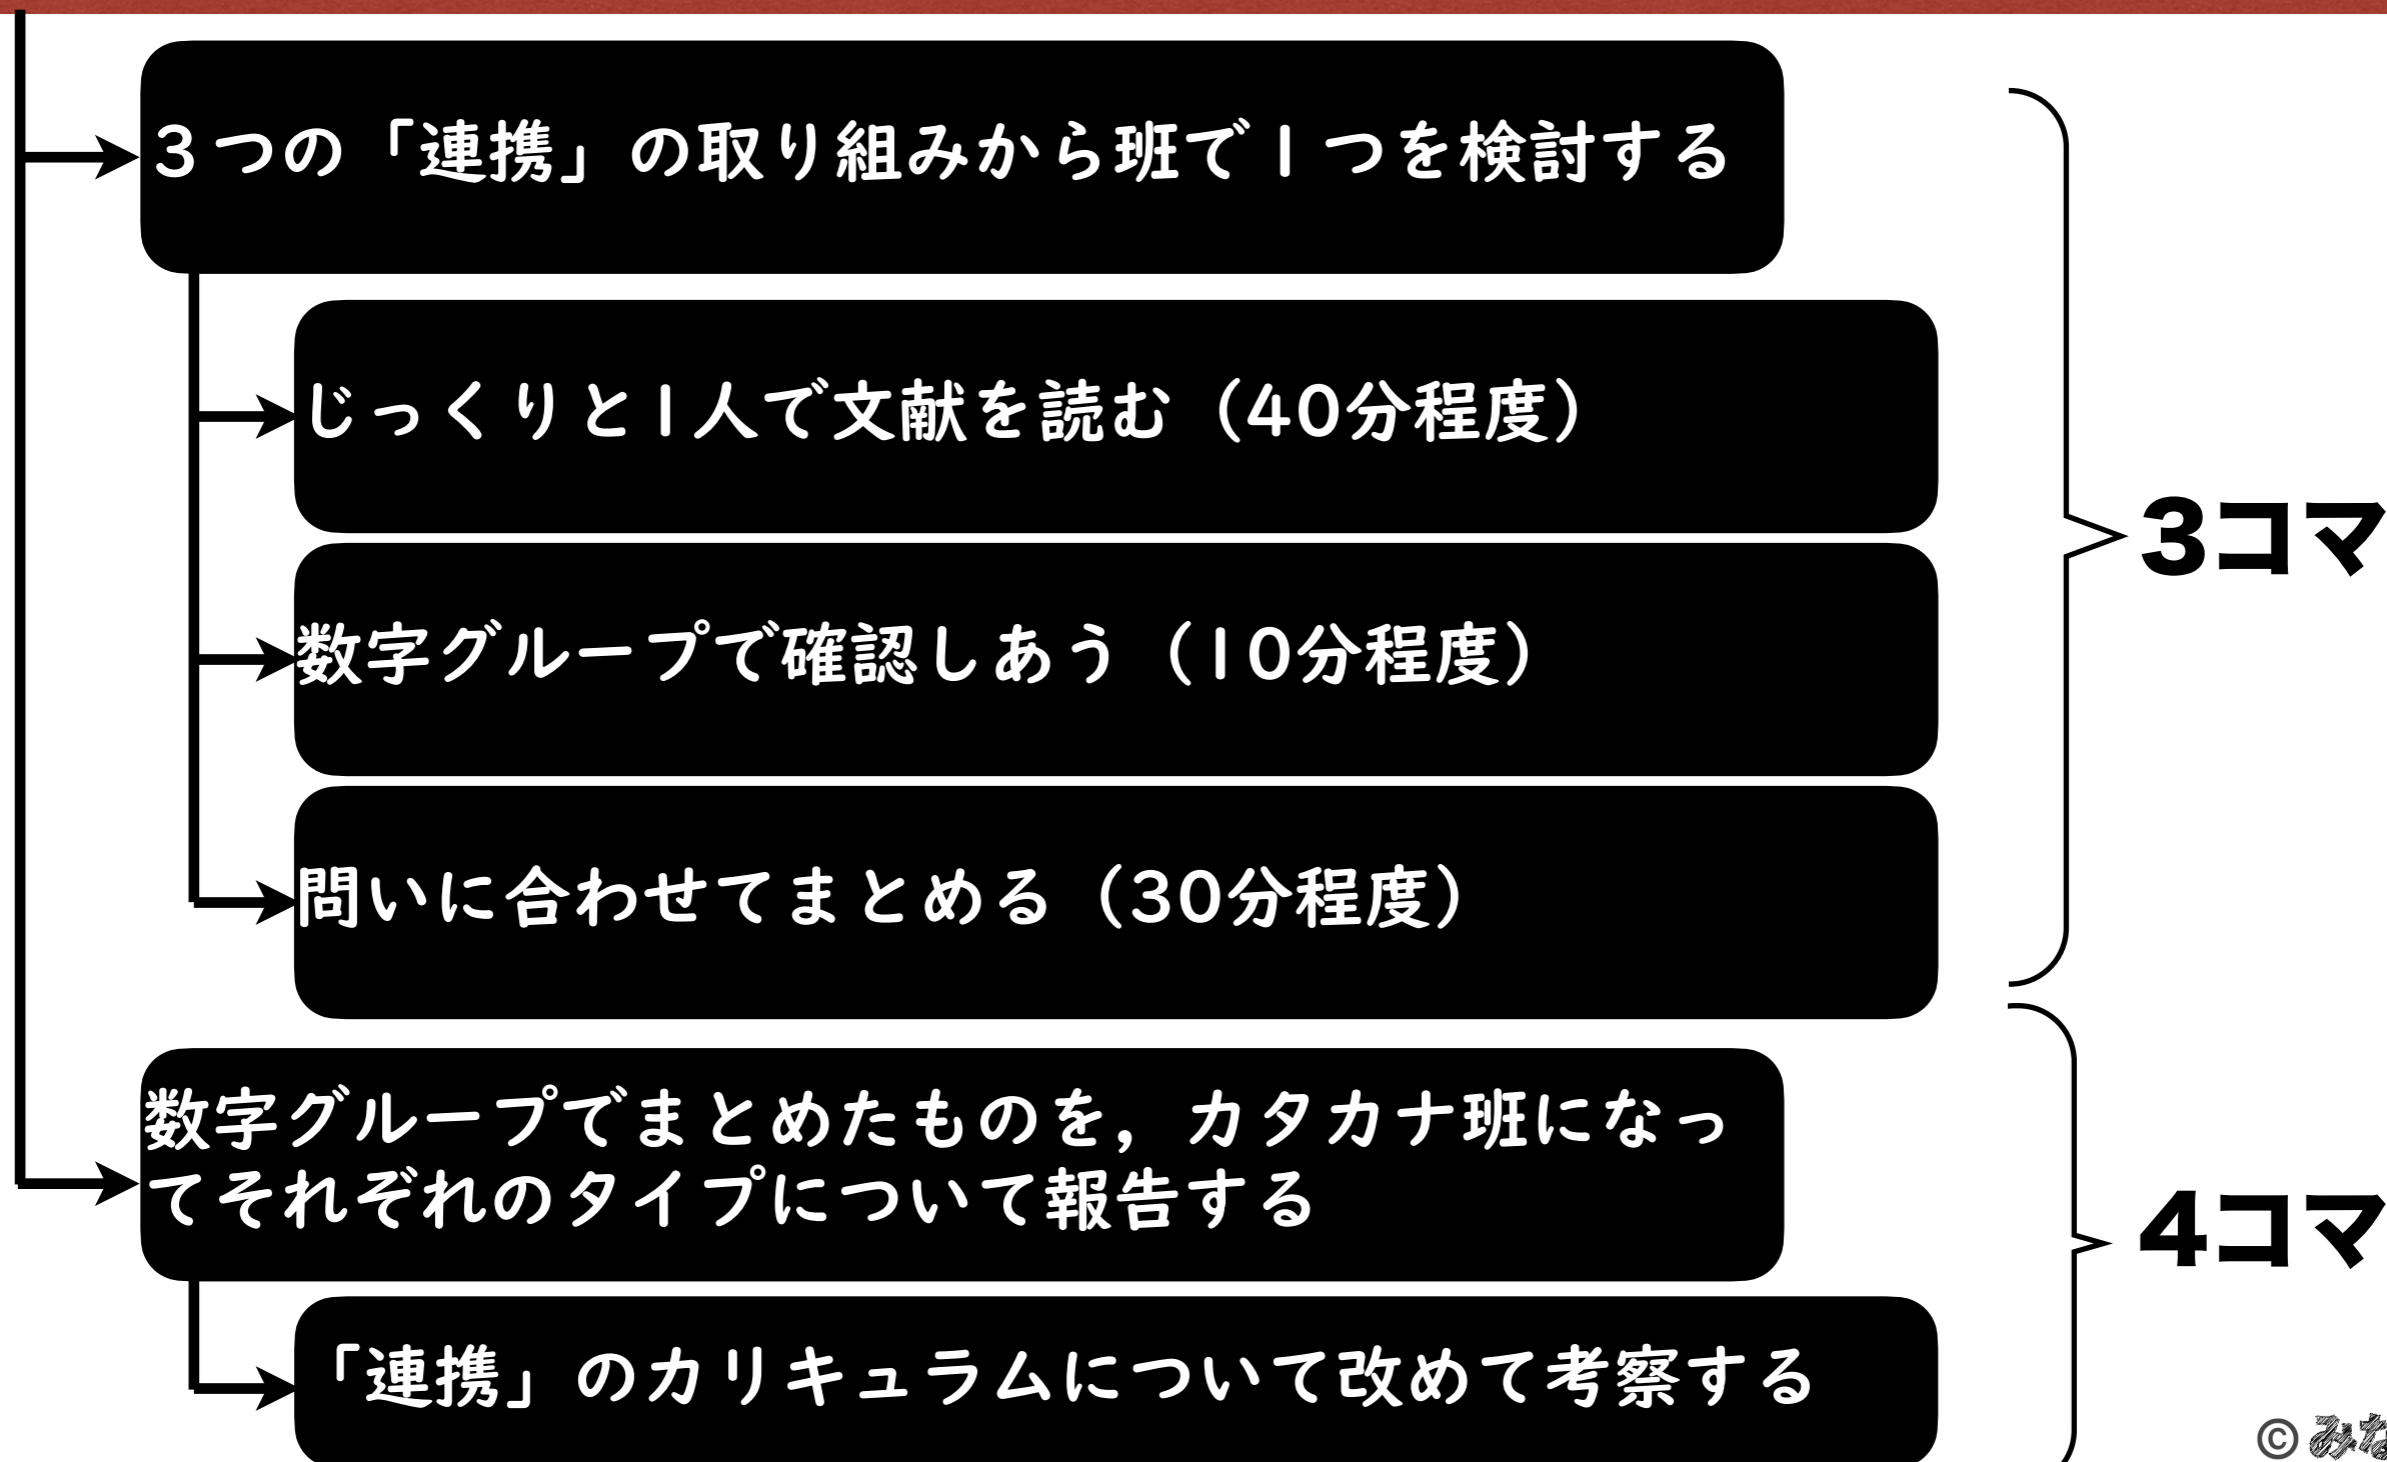 ３つの「連携」の取り組みから班で１つを検討する
じっくりと1人で文献を読む（40分程度）
数字グループで確認しあう（10分程度）
問いに合わせてまとめる（30分程度）
3コマ
数字グループでまとめたものを，カタカナ班になっ
てそれぞれのタイプについて報告する
「連携」のカリキュラムについて改めて考察する
4コマ
© みな